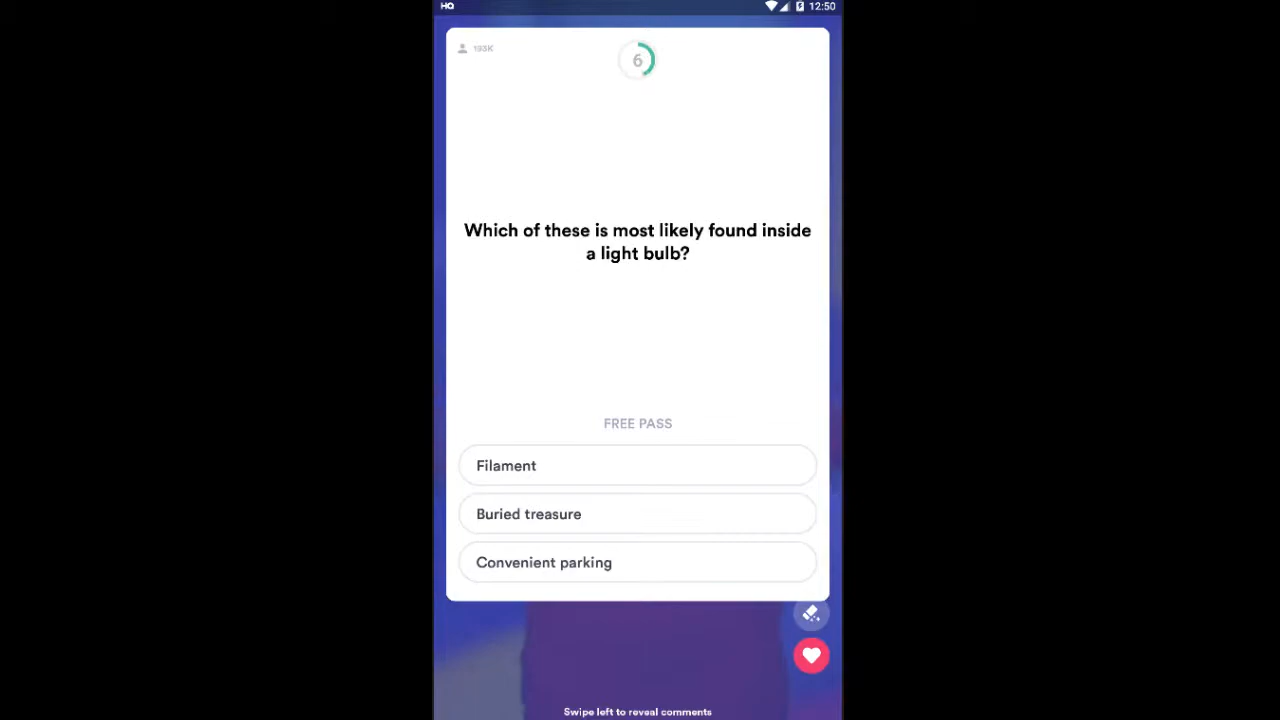 HQ
12:50
193K
6
Which of these is most likely found inside
a light bulb?
FREE PASS
Filament
Buried treasure
Convenient parking
Swipe left to reveal comments